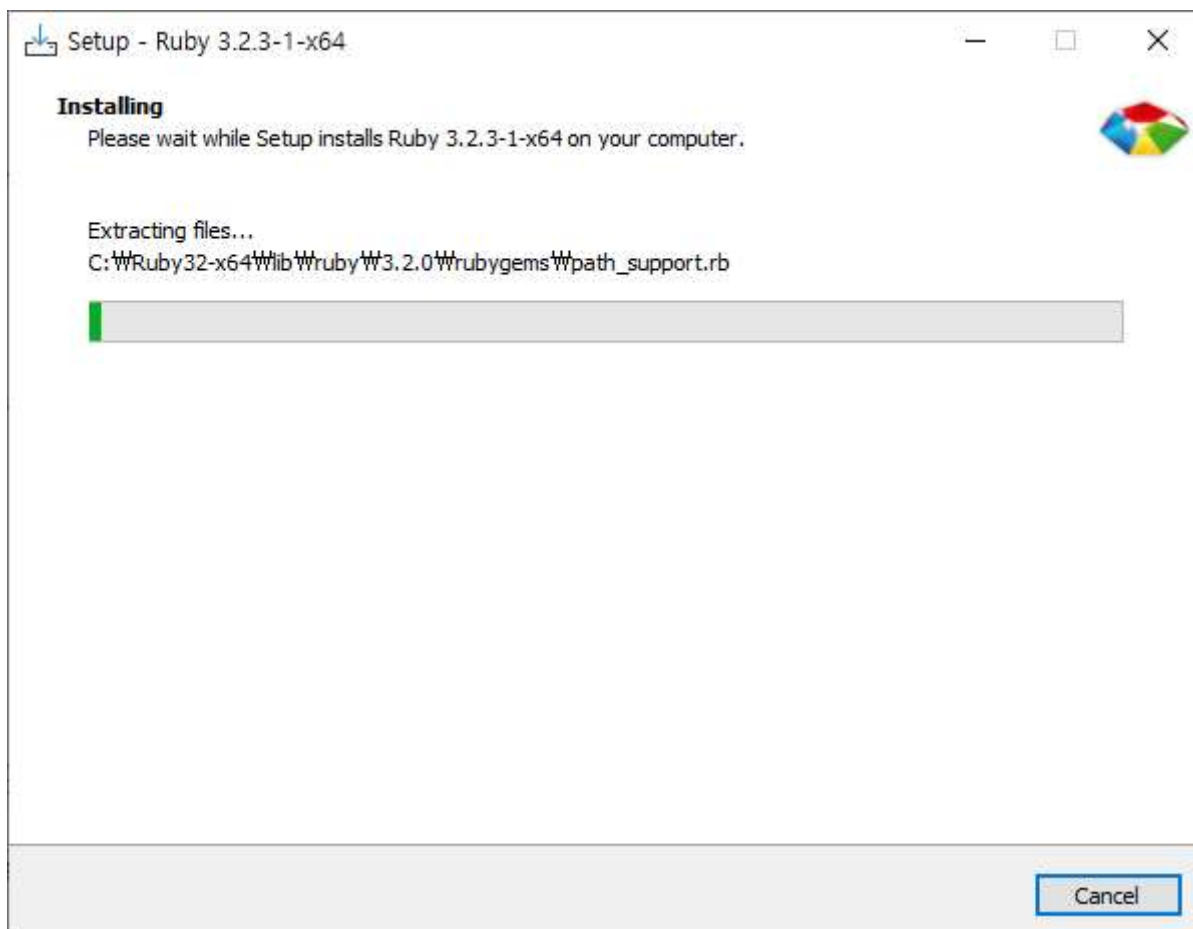 Setup - Ruby 3.2.3-1-x64
Installing
Please wait while Setup installs Ruby 3.2.3-1-x64 on your computer.
Extracting files...
C:₩Ruby32-x64₩lib₩ruby₩3.2.0₩rubygems₩path_support.rb
Cancel